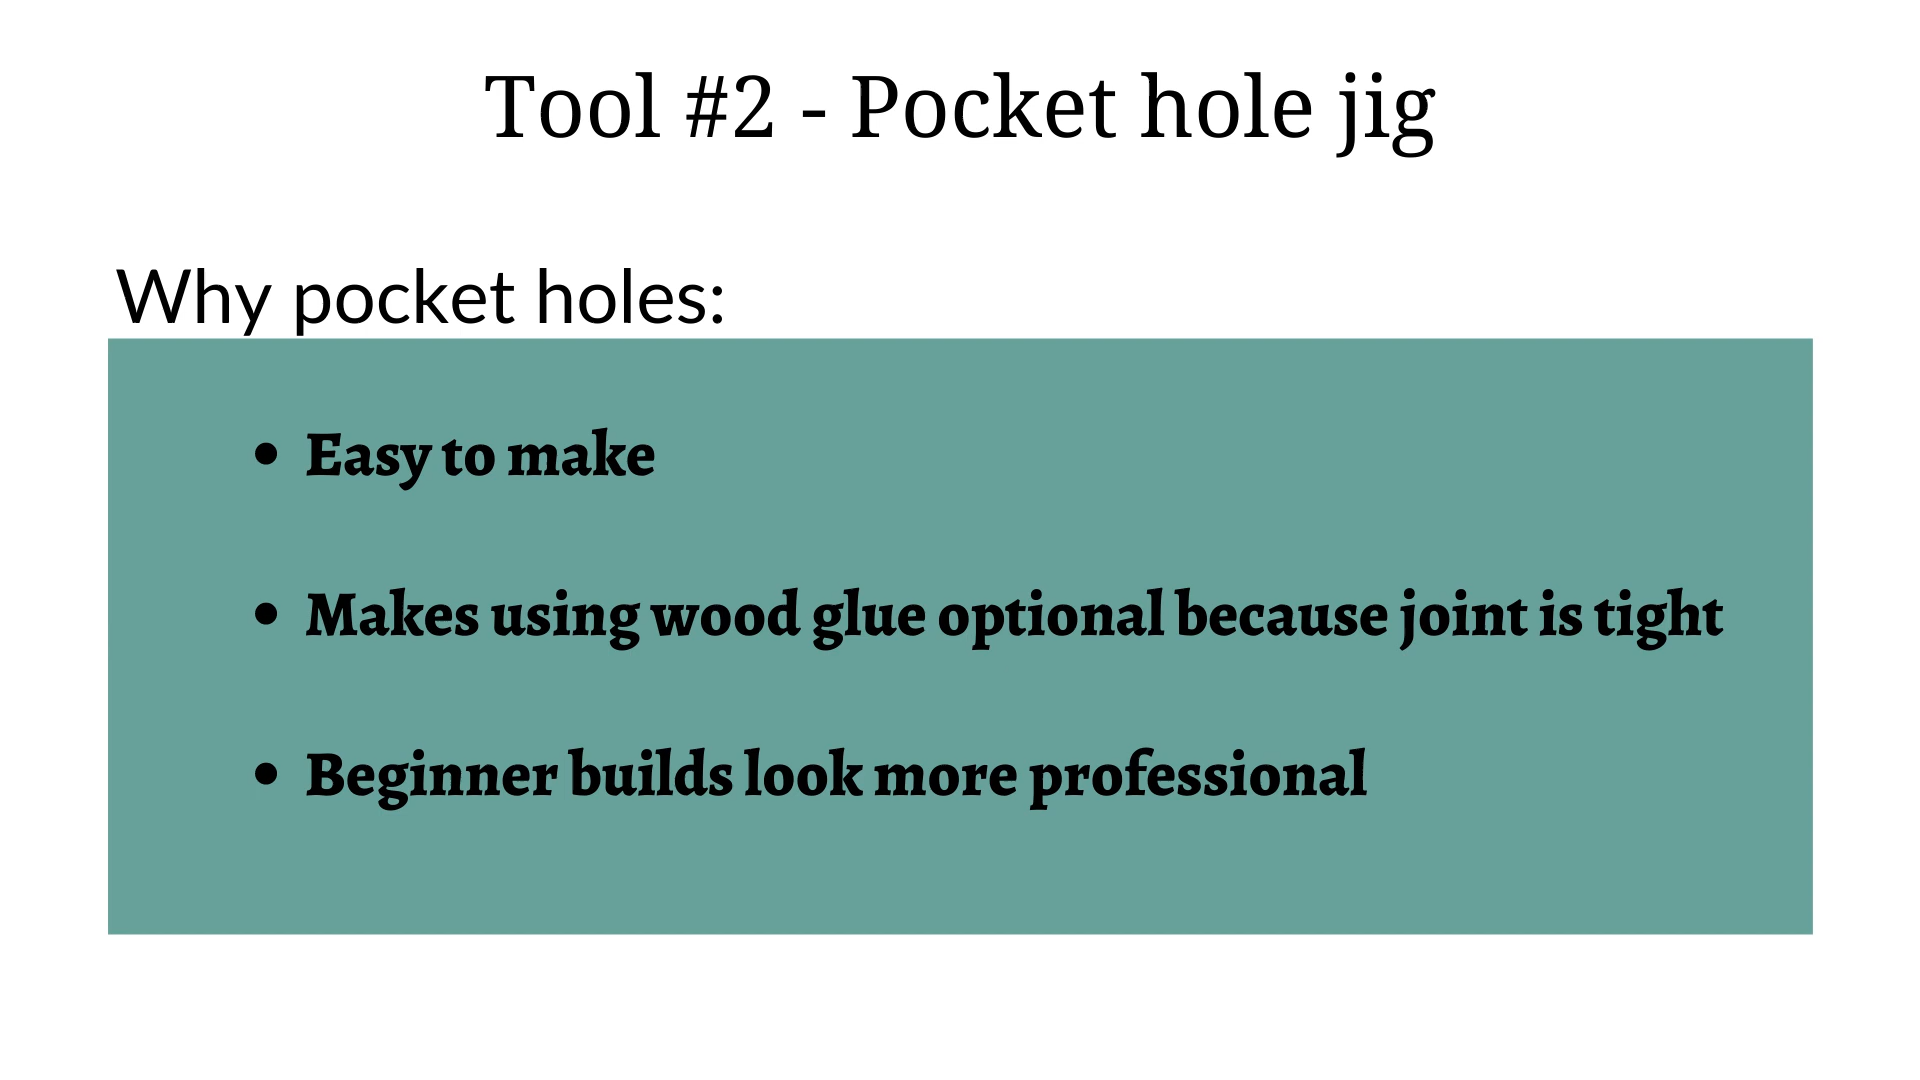 Tool #2 - Pocket hole jig
Why pocket holes:
• Easy to make
• Makes using wood glue optional because joint is tight
• Beginner builds look more professional